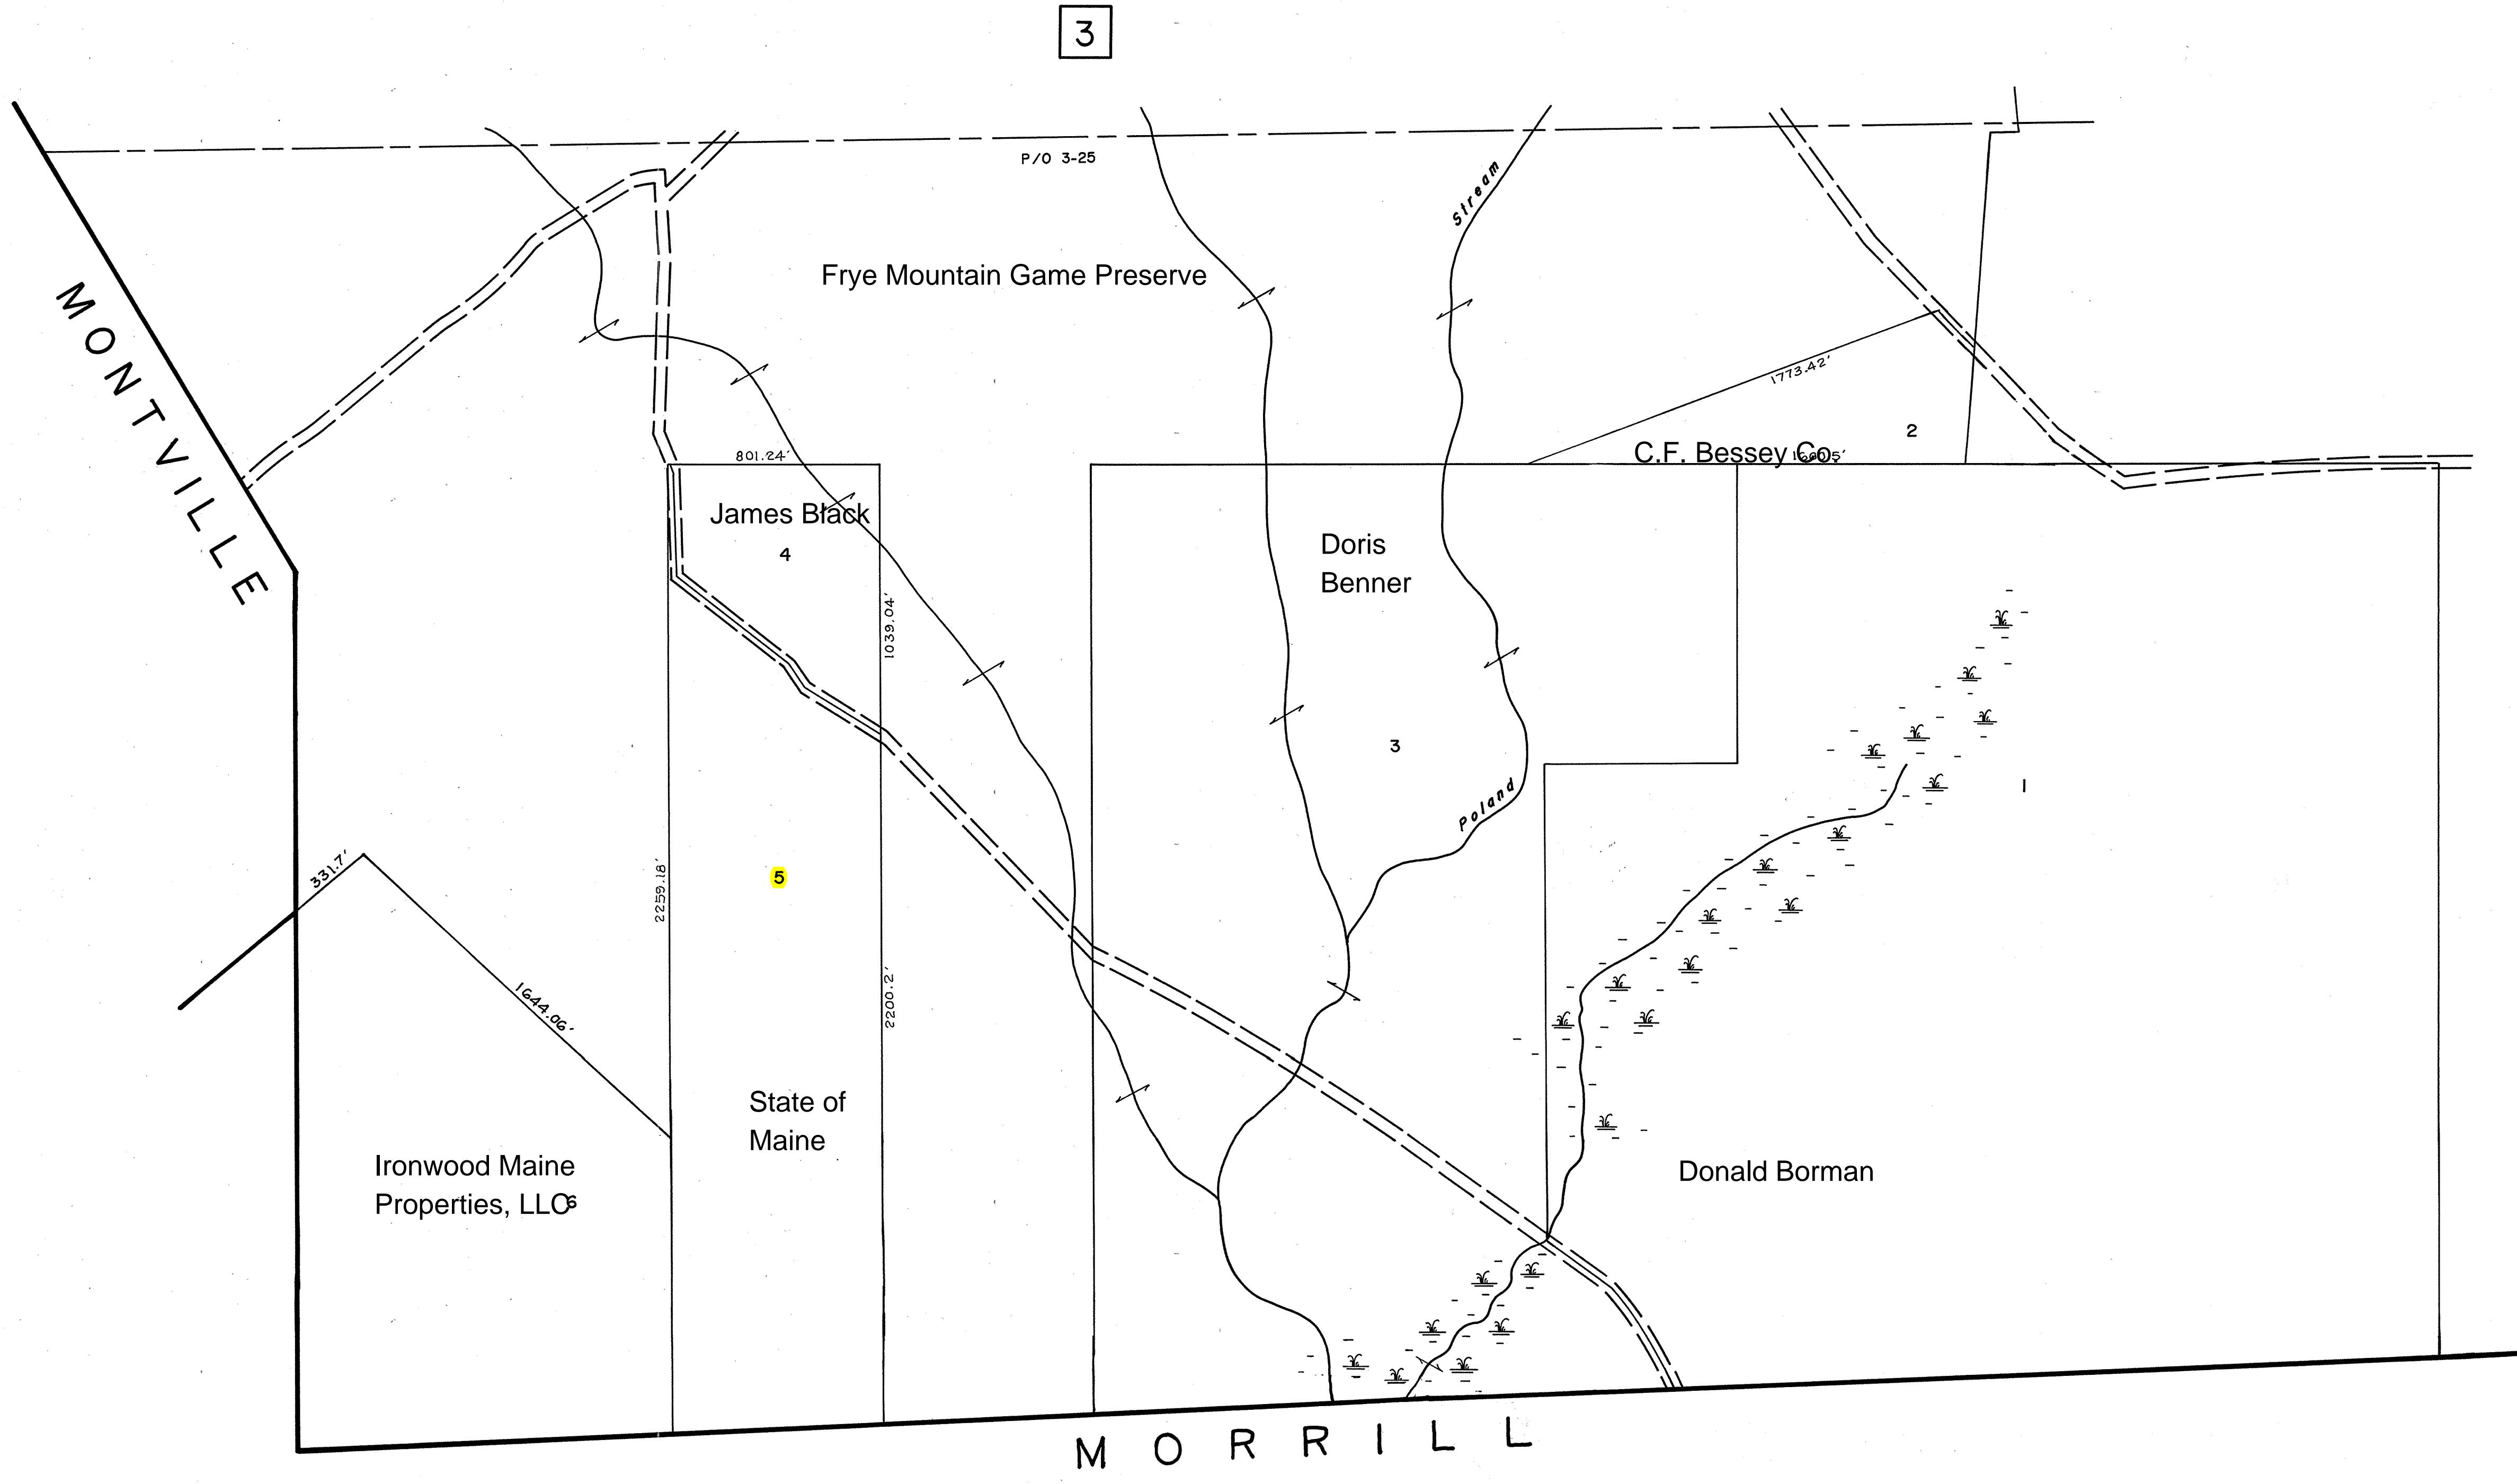 3
P/O 3-25
Stream
Frye Mountain Game Preserve
MONTVILLE
1773.42'
2
C.F. Bessey Co.
801.24'
James Black
4
Doris
Benner
1039.04'
3
Poland
1
331.7'
2259.18'
5
2200.2'
1644.06'
State of
Maine
Ironwood Maine
Properties, LLC
6
Donald Borman
MORRILL